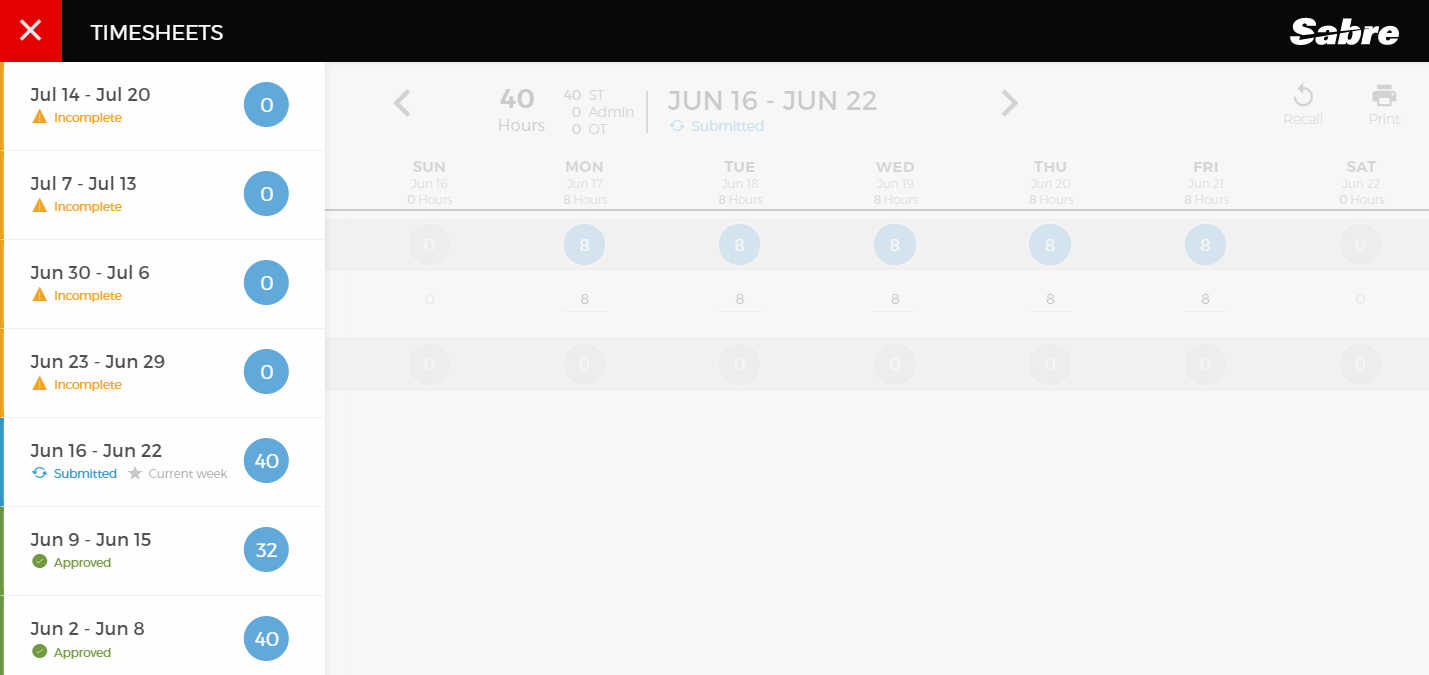 TIMESHEETS
Sabre
Jul 14 - Jul 20
0
Incomplete
Jul 7 - Jul 13
0
Incomplete
Jun 30 - Jul 6
0
Incomplete
Jun 23 - Jun 29
0
Incomplete
Jun 16 - Jun 22
40
Submitted Current week
Jun 9 - Jun 15
32
Approved
Jun 2 - Jun 8
40
Approved
40 Hours
40 ST
0 Admin
0 OT
JUN 16 - JUN 22
Submitted
Recall
Print
SUN MON TUE WED THU FRI SAT
Jun 16 Jun 17 Jun 18 Jun 19 Jun 20 Jun 21 Jun 22
0 Hours 8 Hours 8 Hours 8 Hours 8 Hours 8 Hours 0 Hours
0 8 8 8 8 8 0
0 8 8 8 8 8 0
0 0 0 0 0 0 0